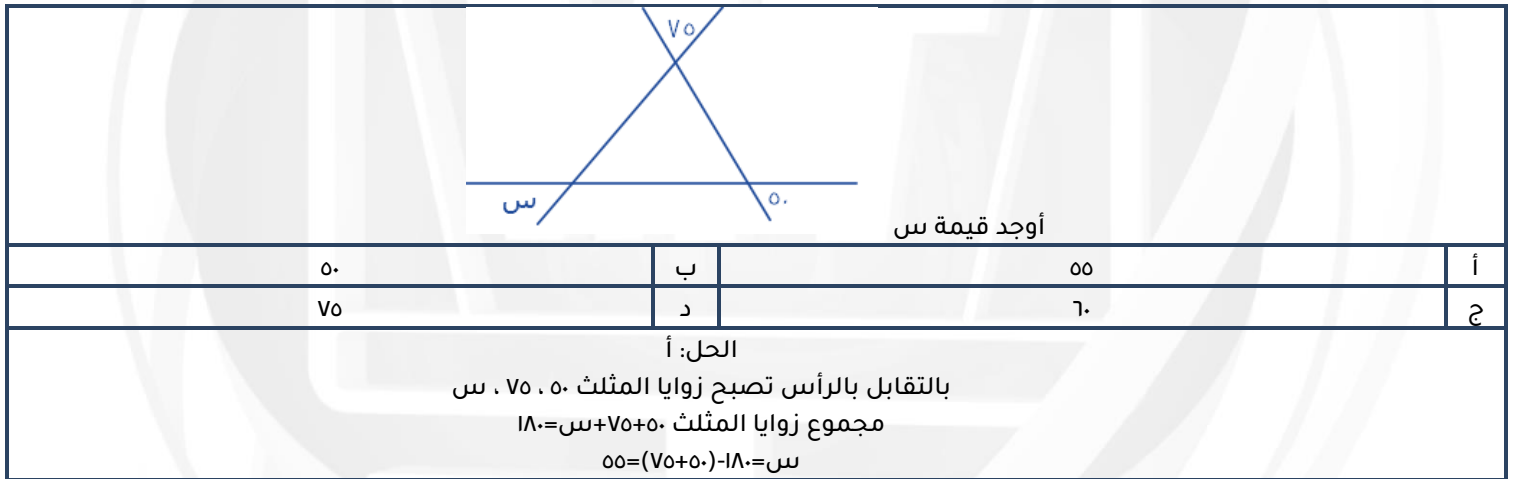 ٧٥
س
٥٠
أوجد قيمة س
أ ٥٥ ب ٥٠
ج ٦٠ د ٧٥
الحل: أ
بالتقابل بالرأس تصبح زوايا المثلث ٥٠ ، ٧٥ ، س
مجموع زوايا المثلث ٥٠+٧٥+س=١٨٠
س=١٨٠-(٥٠+٧٥)=٥٥